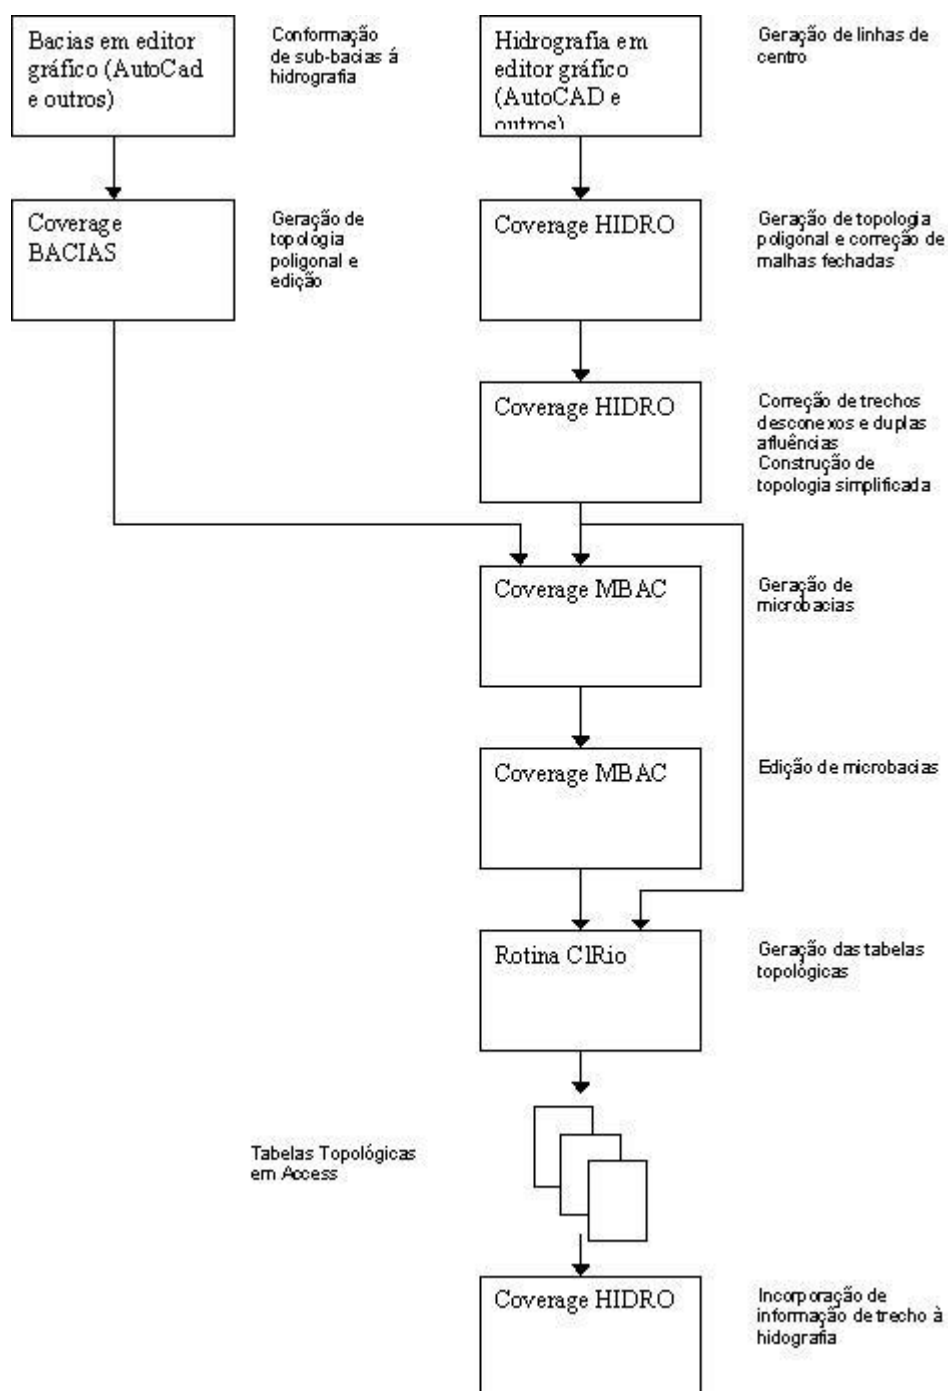 Bacias em editor
gráfico (AutoCad
e outros)
Conformação
de sub-bacias á
hidrografia
Hidrografia em
editor gráfico
(AutoCAD e
outros)
Geração de linhas de
centro
Coverage
BACIAS
Geração de
topologia
poligonal e
edição
Coverage HIDRO
Geração de topologia
poligonal e correção de
malhas fechadas
Coverage HIDRO
Correção de trechos
desconexos e duplas
afluências
Construção de
topologia simplificada
Coverage MBAC
Geração de
microbacias
Coverage MBAC
Edição de microbacias
Rotina ClRio
Geração das tabelas
topológicas
Tabelas Topológicas
em Access
Coverage HIDRO
Incorporação de
informação de trecho à
hidografia